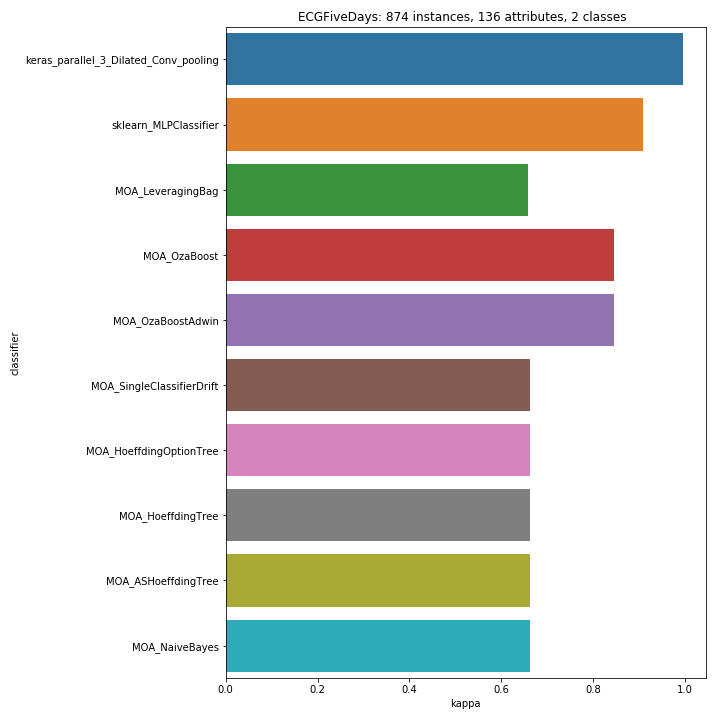 ECGFiveDays: 874 instances, 136 attributes, 2 classes
classifier
keras_parallel_3_Dilated_Conv_pooling
sklearn_MLPClassifier
MOA_LeveragingBag
MOA_OzaBoost
MOA_OzaBoostAdwin
MOA_SingleClassifierDrift
MOA_HoeffdingOptionTree
MOA_HoeffdingTree
MOA_ASHoeffdingTree
MOA_NaiveBayes
0.0 0.2 0.4 0.6 0.8 1.0
kappa